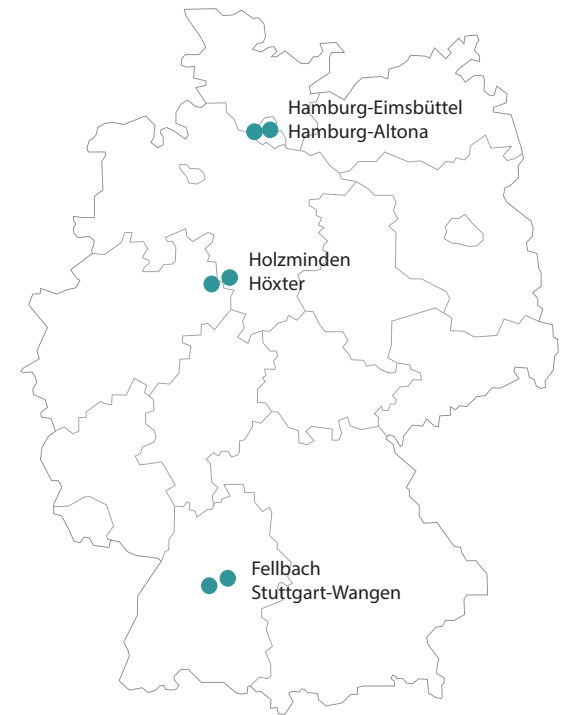 Hamburg-Eimsbüttel
Hamburg-Altona
Holzminden
Höxter
Fellbach
Stuttgart-Wangen